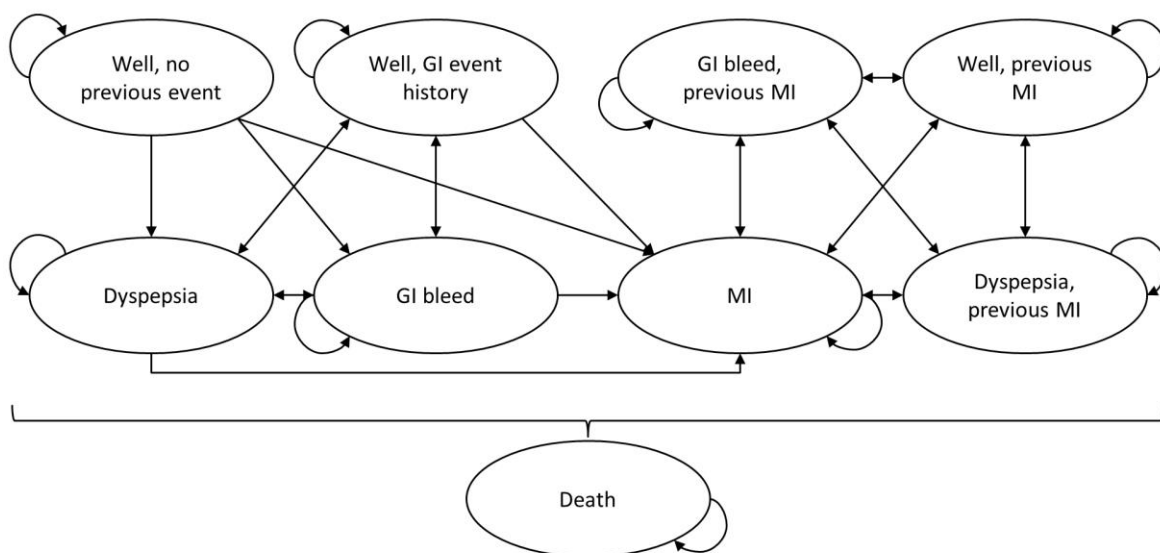 Well, no
previous event
Well, GI event
history
GI bleed,
previous MI
Well, previous
MI
Dyspepsia
GI bleed
MI
Dyspepsia,
previous MI
Death